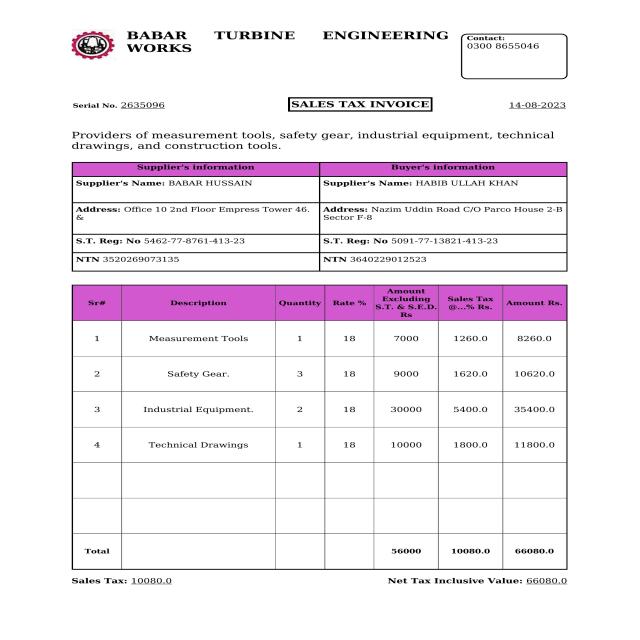 BABAR TURBINE ENGINEERING
WORKS
Contact:
0300 8655046
Serial No. 2635096
SALES TAX INVOICE
14-08-2023
Providers of measurement tools, safety gear, industrial equipment, technical
drawings, and construction tools.
Supplier's information Buyer's information
Supplier's Name: BABAR HUSSAIN
Supplier's Name: HABIB ULLAH KHAN
Address: Office 10 2nd Floor Empress Tower 46.
&
Address: Nazim Uddin Road C/O Parco House 2-B
Sector F-8
S.T. Reg: No 5462-77-8761-413-23
S.T. Reg: No 5091-77-13821-413-23
NTN 3520269073135
NTN 3640229012523
Sr# Description Quantity Rate % Amount Excluding S.T. & S.E.D. Rs Sales Tax @...% Rs. Amount Rs.
1 Measurement Tools 1 18 7000 1260.0 8260.0
2 Safety Gear. 3 18 9000 1620.0 10620.0
3 Industrial Equipment. 2 18 30000 5400.0 35400.0
4 Technical Drawings 1 18 10000 1800.0 11800.0
Total 56000 10080.0 66080.0
Sales Tax: 10080.0
Net Tax Inclusive Value: 66080.0